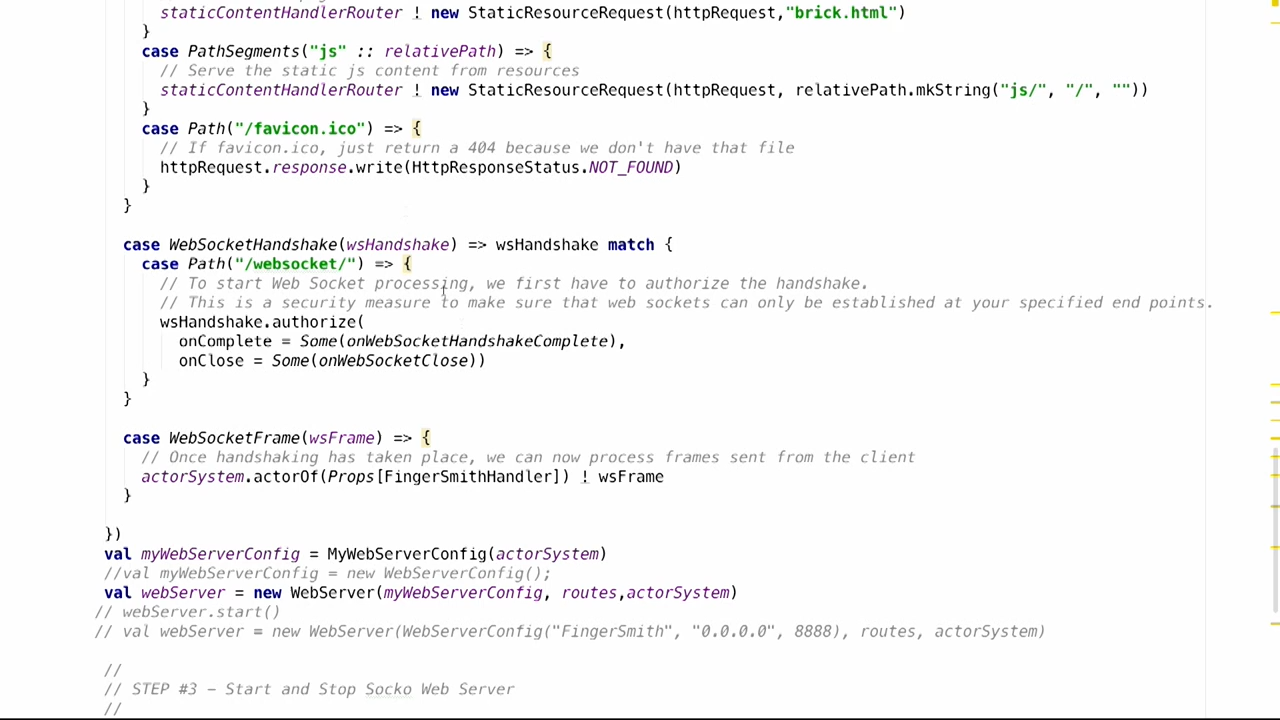 staticContentHandlerRouter ! new StaticResourceRequest(httpRequest,"brick.html")
}
case PathSegments("js" :: relativePath) => {
// Serve the static js content from resources
staticContentHandlerRouter ! new StaticResourceRequest(httpRequest, relativePath.mkString("js/", "/", ""))
}
case Path("/favicon.ico") => {
// If favicon.ico, just return a 404 because we don't have that file
httpRequest.response.write(HttpResponseStatus.NOT_FOUND)
}
}
case WebSocketHandshake(wsHandshake) => wsHandshake match {
case Path("/websocket/") => {
// To start Web Socket processing, we first have to authorize the handshake.
// This is a security measure to make sure that web sockets can only be established at your specified end points.
wsHandshake.authorize(
onComplete = Some(onWebSocketHandshakeComplete),
onClose = Some(onWebSocketClose))
}
}
case WebSocketFrame(wsFrame) => {
// Once handshaking has taken place, we can now process frames sent from the client
actorSystem.actorOf(Props[FingerSmithHandler]) ! wsFrame
}
})
val myWebServerConfig = MyWebServerConfig(actorSystem)
//val myWebServerConfig = new WebServerConfig();
val webServer = new WebServer(myWebServerConfig, routes,actorSystem)
// webServer.start()
// val webServer = new WebServer(WebServerConfig("FingerSmith", "0.0.0.0", 8888), routes, actorSystem)
//
// STEP #3 – Start and Stop Socko Web Server
//